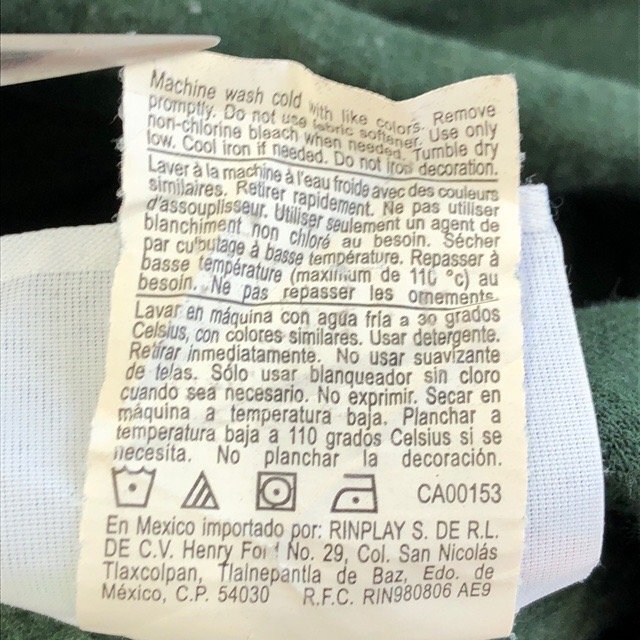 Machine wash cold with like colors. Remove
promptly. Do not use fabric softener. Use only
non-chlorine bleach when needed. Tumble dry
low. Cool iron if needed. Do not iron decoration.
Laver à la machine à l'eau froide avec des couleurs
similaires. Retirer rapidement. Ne pas utiliser
d'assouplisseur. Utiliser seulement un agent de
blanchiment non chloré au besoin. Sécher
par culbutage à basse température. Repasser à
basse température (maximum de 110 °c) au
besoin. Ne pas repasser les ornements.
Lavar en máquina con agua fría a 30 grados
Celsius, con colores similares. Usar detergente.
Retirar inmediatamente. No usar suavizante
de telas. Sólo usar blanqueador sin cloro
cuando sea necesario. No exprimir. Secar en
máquina a temperatura baja. Planchar a
temperatura baja a 110 grados Celsius si se
necesita. No planchar la decoración.
CA00153
En Mexico importado por: RINPLAY S. DE R.L.
DE C.V. Henry Ford No. 29, Col. San Nicolás
Tlaxcolpan, Tlalnepantla de Baz, Edo. de
México, C.P. 54030 R.F.C. RIN980806 AE9